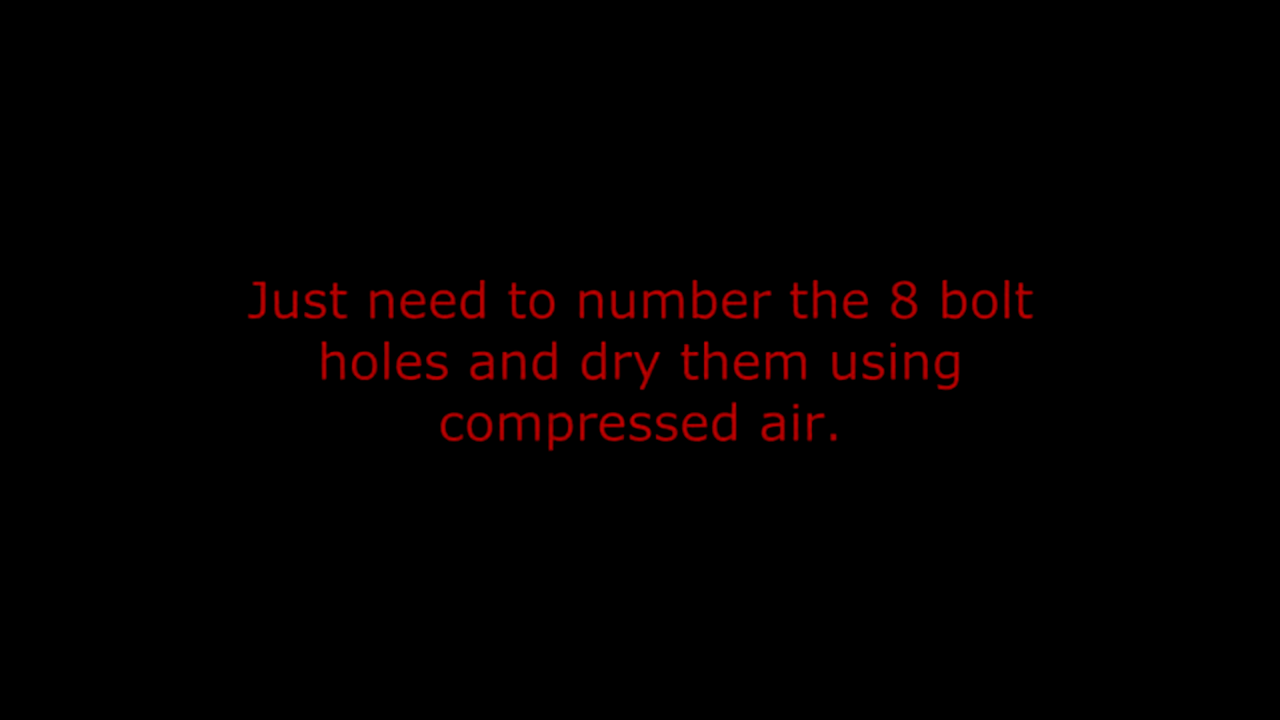 Just need to number the 8 bolt
holes and dry them using
compressed air.